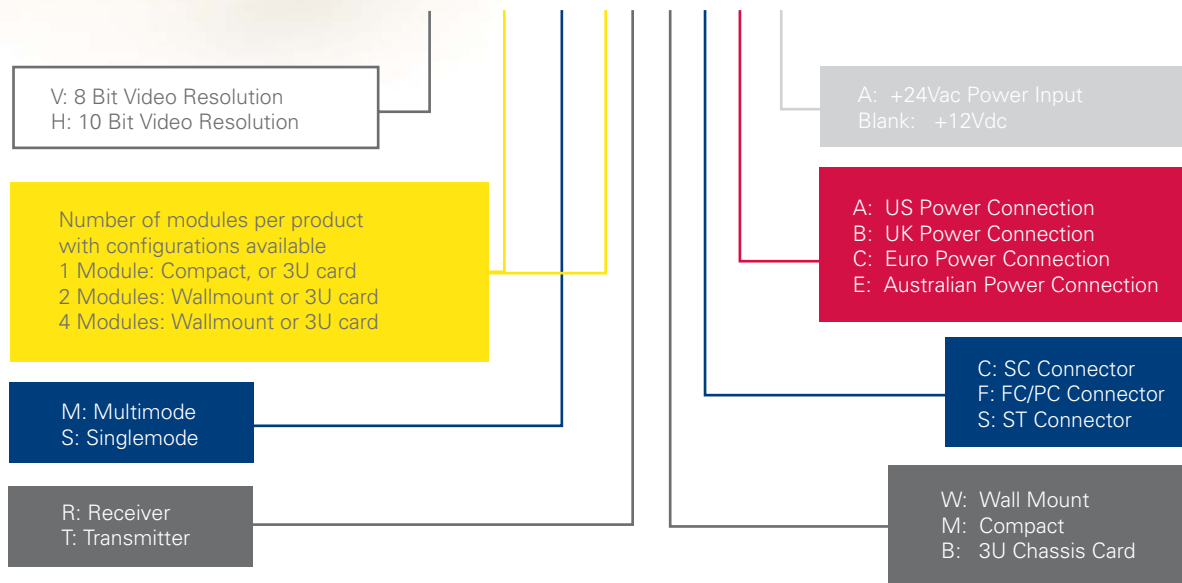 V: 8 Bit Video Resolution
H: 10 Bit Video Resolution
Number of modules per product
with configurations available
1 Module: Compact, or 3U card
2 Modules: Wallmount or 3U card
4 Modules: Wallmount or 3U card
M: Multimode
S: Singlemode
R: Receiver
T: Transmitter
A: +24Vac Power Input
Blank: +12Vdc
A: US Power Connection
B: UK Power Connection
C: Euro Power Connection
E: Australian Power Connection
C: SC Connector
F: FC/PC Connector
S: ST Connector
W: Wall Mount
M: Compact
B: 3U Chassis Card